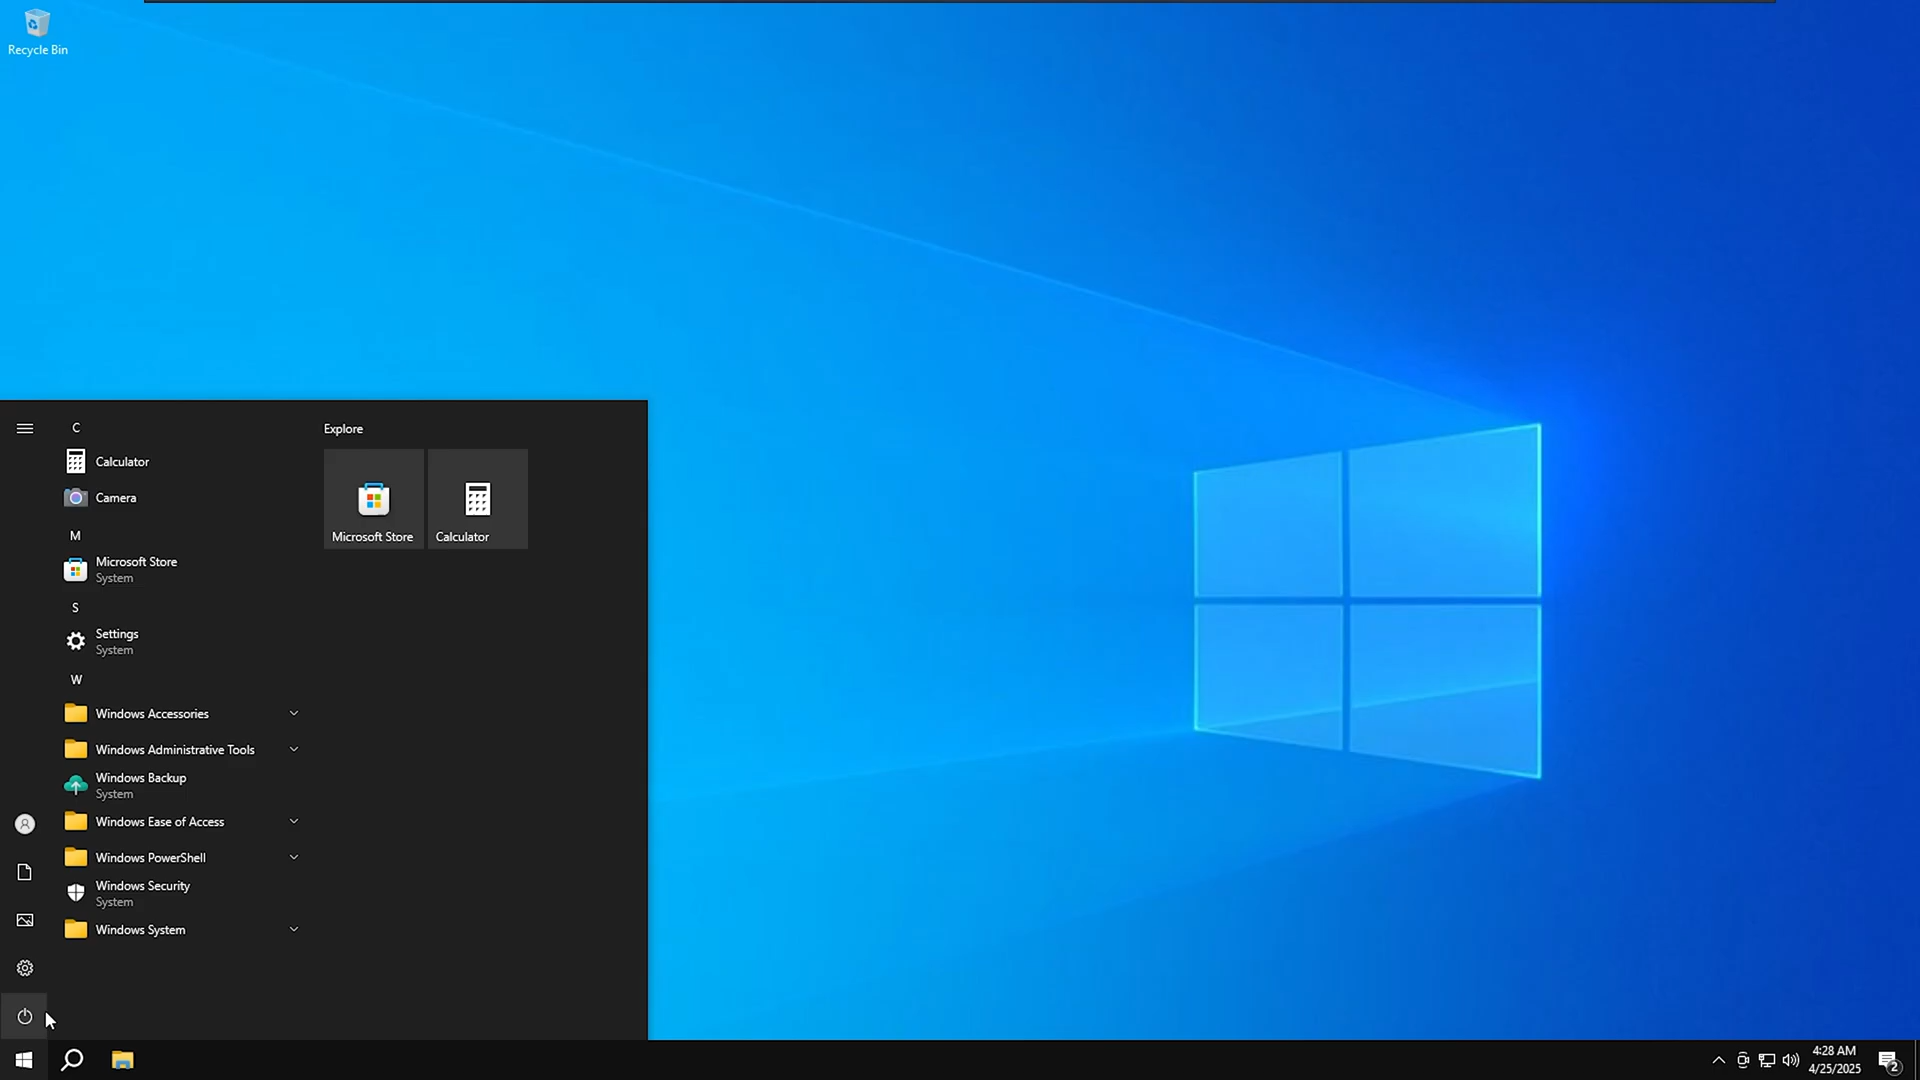 Recycle Bin
C
Calculator
Camera
M
Microsoft Store
System
S
Settings
System
W
Windows Accessories
Windows Administrative Tools
Windows Backup
System
Windows Ease of Access
Windows PowerShell
Windows Security
System
Windows System
Explore
Microsoft Store
Calculator
4:28 AM
4/25/2025
2